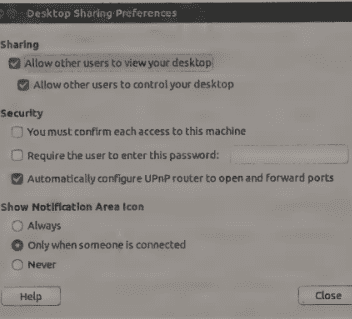 Desktop Sharing Preferences
Sharing
Allow other users to view your desktop
Allow other users to control your desktop
Security
You must confirm each access to this machine
Require the user to enter this password:
Automatically configure UPnP router to open and forward ports
Show Notification Area Icon
Always
Only when someone is connected
Never
Help
Close